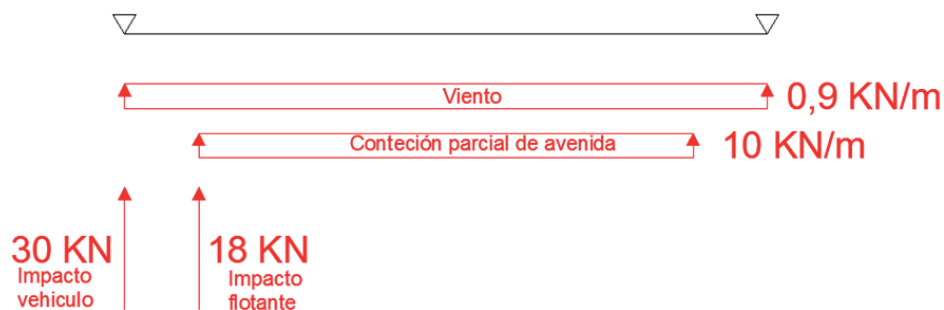 Viento
0,9 KN/m
Conteción parcial de avenida
10 KN/m
30 KN
Impacto
vehiculo
18 KN
Impacto
flotante